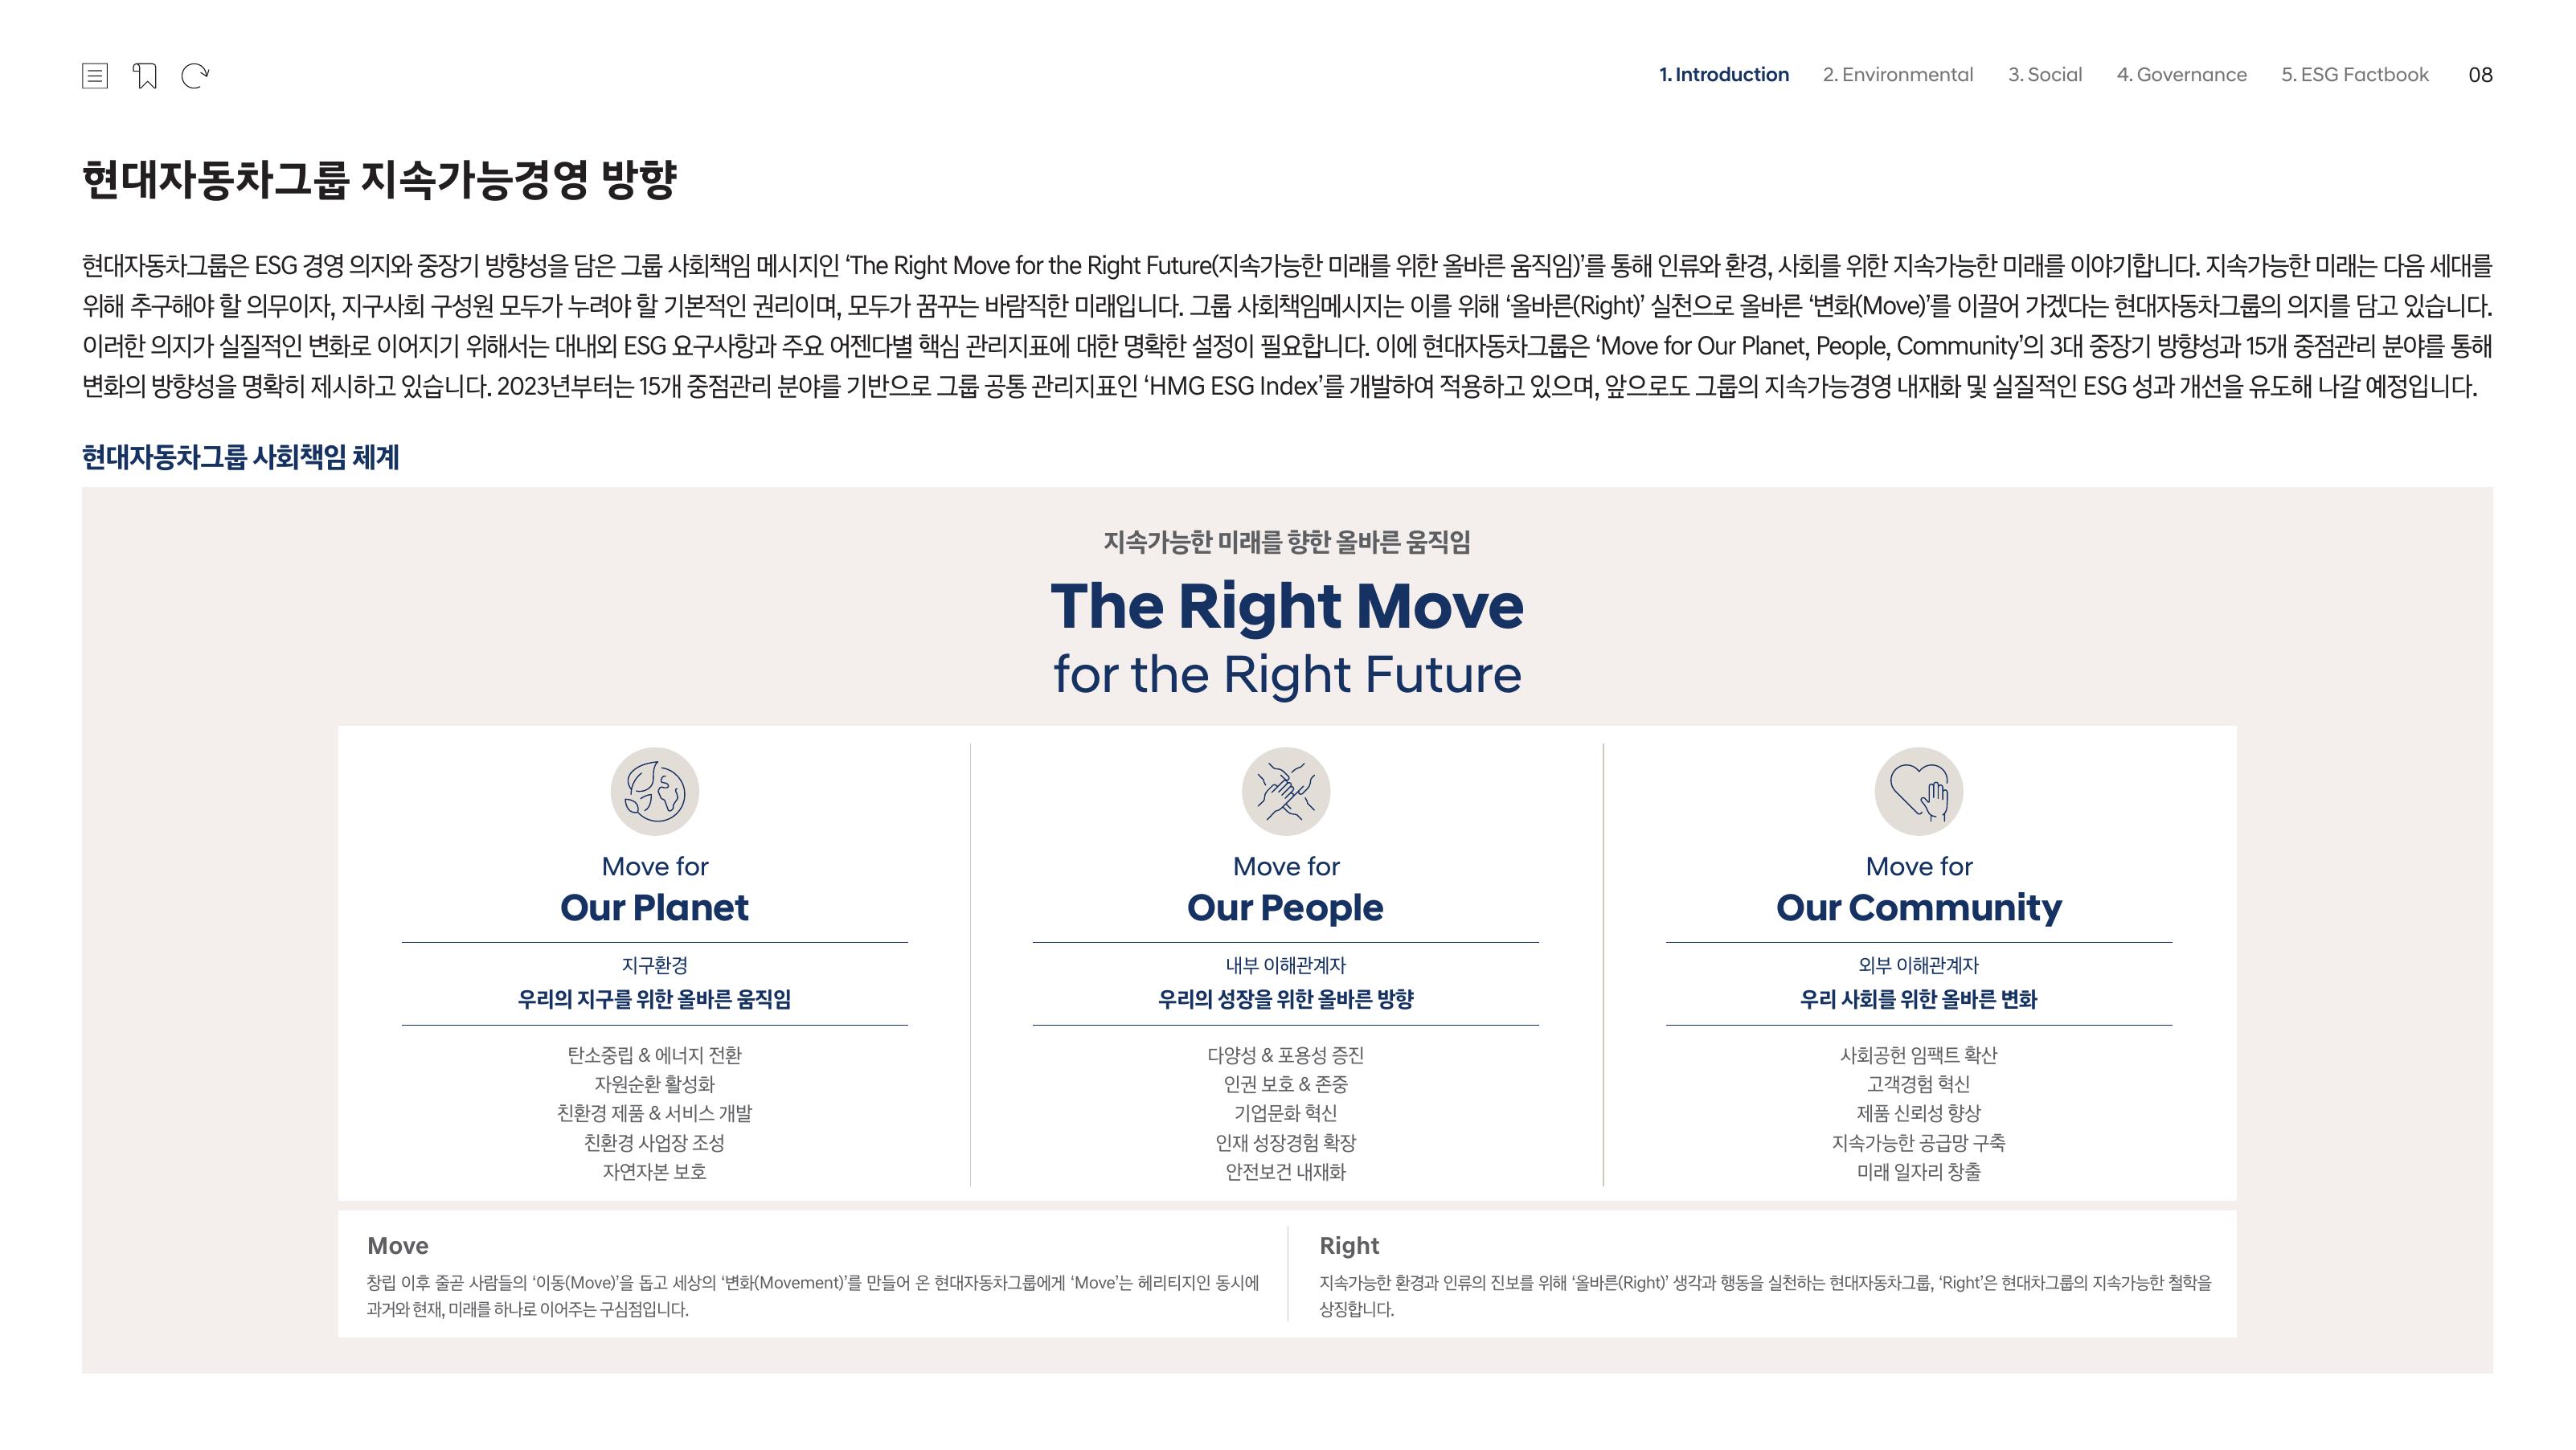 1. Introduction 2. Environmental 3. Social 4. Governance 5. ESG Factbook 08
현대자동차그룹 지속가능경영 방향
현대자동차그룹은 ESG 경영 의지와 중장기 방향성을 담은 그룹 사회책임 메시지인 ‘The Right Move for the Right Future(지속가능한 미래를 위한 올바른 움직임)’를 통해 인류와 환경, 사회를 위한 지속가능한 미래를 이야기합니다. 지속가능한 미래는 다음 세대를
위해 추구해야 할 의무이자, 지구사회 구성원 모두가 누려야 할 기본적인 권리이며, 모두가 꿈꾸는 바람직한 미래입니다. 그룹 사회책임메시지는 이를 위해 ‘올바른(Right)’ 실천으로 올바른 ‘변화(Move)’를 이끌어 가겠다는 현대자동차그룹의 의지를 담고 있습니다.
이러한 의지가 실질적인 변화로 이어지기 위해서는 대내외 ESG 요구사항과 주요 어젠다별 핵심 관리지표에 대한 명확한 설정이 필요합니다. 이에 현대자동차그룹은 ‘Move for Our Planet, People, Community’의 3대 중장기 방향성과 15개 중점관리 분야를 통해
변화의 방향성을 명확히 제시하고 있습니다. 2023년부터는 15개 중점관리 분야를 기반으로 그룹 공통 관리지표인 ‘HMG ESG Index’를 개발하여 적용하고 있으며, 앞으로도 그룹의 지속가능경영 내재화 및 실질적인 ESG 성과 개선을 유도해 나갈 예정입니다.
현대자동차그룹 사회책임 체계
지속가능한 미래를 향한 올바른 움직임
The Right Move
for the Right Future
Move for
Our Planet
지구환경
우리의 지구를 위한 올바른 움직임
탄소중립 & 에너지 전환
자원순환 활성화
친환경 제품 & 서비스 개발
친환경 사업장 조성
자연자본 보호
Move for
Our People
내부 이해관계자
우리의 성장을 위한 올바른 방향
다양성 & 포용성 증진
인권 보호 & 존중
기업문화 혁신
인재 성장경험 확장
안전보건 내재화
Move for
Our Community
외부 이해관계자
우리 사회를 위한 올바른 변화
사회공헌 임팩트 확산
고객경험 혁신
제품 신뢰성 향상
지속가능한 공급망 구축
미래 일자리 창출
Move
창립 이후 줄곧 사람들의 ‘이동(Move)’을 돕고 세상의 ‘변화(Movement)’를 만들어 온 현대자동차그룹에게 ‘Move’는 헤리티지인 동시에
과거와 현재, 미래를 하나로 이어주는 구심점입니다.
Right
지속가능한 환경과 인류의 진보를 위해 ‘올바른(Right)’ 생각과 행동을 실천하는 현대자동차그룹, ‘Right’은 현대차그룹의 지속가능한 철학을
상징합니다.